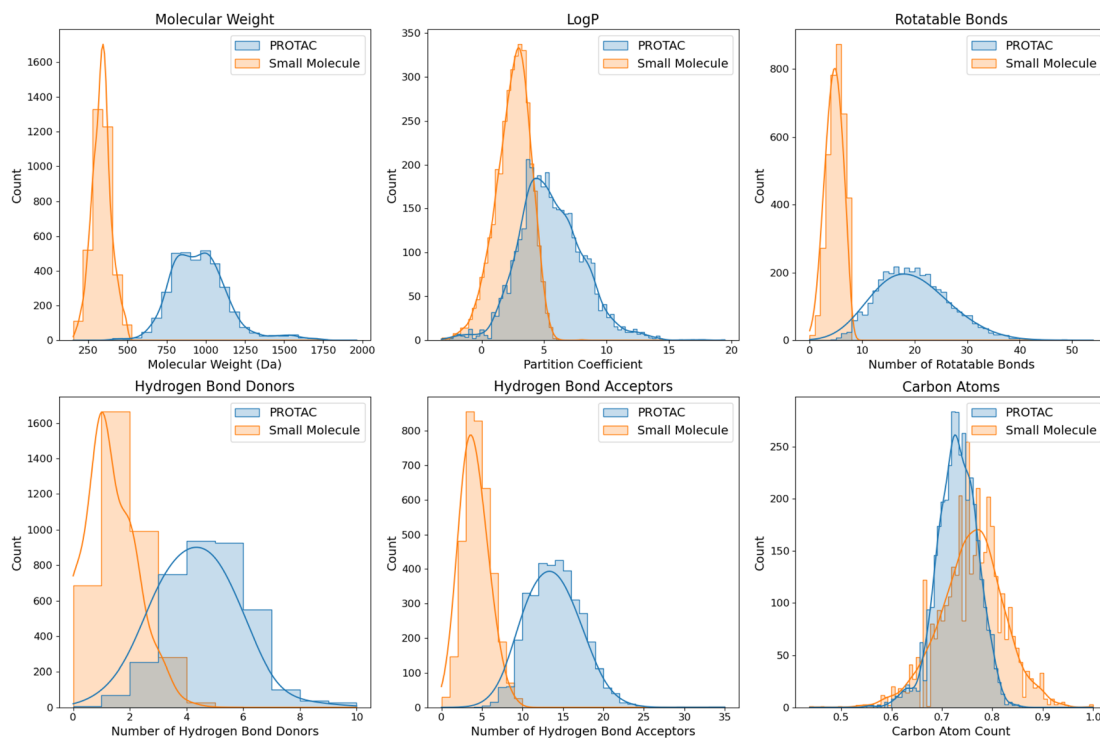 Molecular Weight
PROTAC
Small Molecule
Count
1600
1400
1200
1000
800
600
400
200
0
250 500 750 1000 1250 1500 1750 2000
Molecular Weight (Da)
LogP
PROTAC
Small Molecule
Count
350
300
250
200
150
100
50
0
0 5 10 15 20
Partition Coefficient
Rotatable Bonds
PROTAC
Small Molecule
Count
800
600
400
200
0
0 10 20 30 40 50
Number of Rotatable Bonds
Hydrogen Bond Donors
PROTAC
Small Molecule
Count
1600
1400
1200
1000
800
600
400
200
0
0 2 4 6 8 10
Number of Hydrogen Bond Donors
Hydrogen Bond Acceptors
PROTAC
Small Molecule
Count
800
700
600
500
400
300
200
100
0
0 5 10 15 20 25 30 35
Number of Hydrogen Bond Acceptors
Carbon Atoms
PROTAC
Small Molecule
Count
250
200
150
100
50
0
0.5 0.6 0.7 0.8 0.9 1.0
Carbon Atom Count